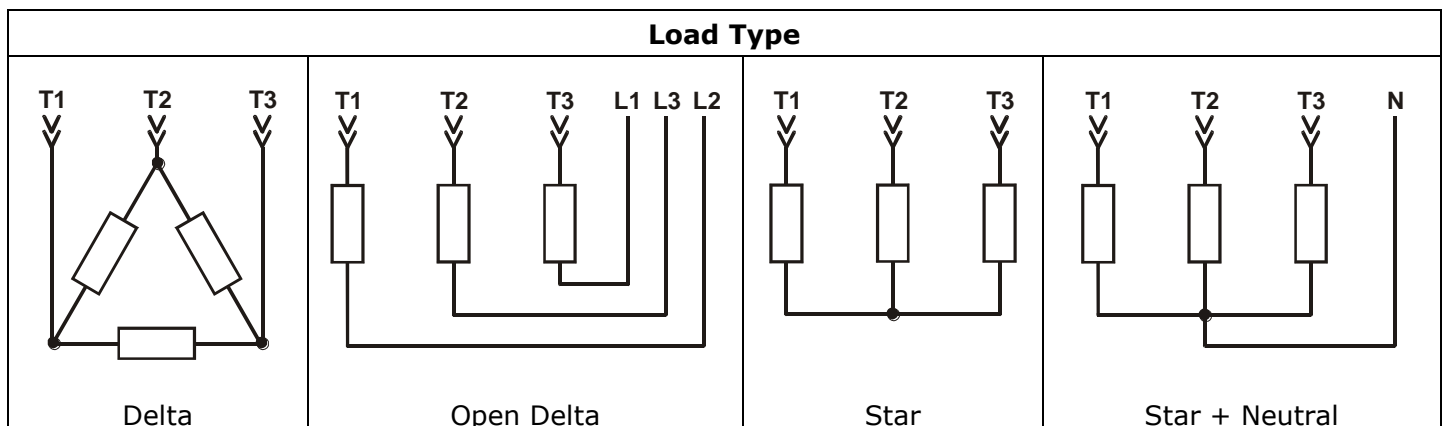 Load Type
T1 T2 T3
T1 T2 T3 L1 L3 L2
T1 T2 T3
T1 T2 T3 N
Delta
Open Delta
Star
Star + Neutral